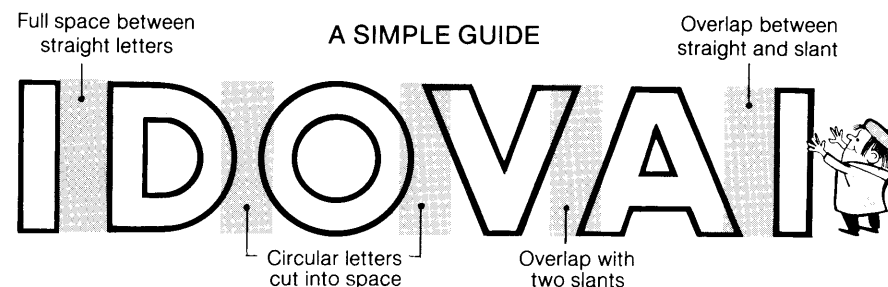 Full space between
straight letters
A SIMPLE GUIDE
Overlap between
straight and slant
IDOVAI
Circular letters
cut into space
Overlap with
two slants